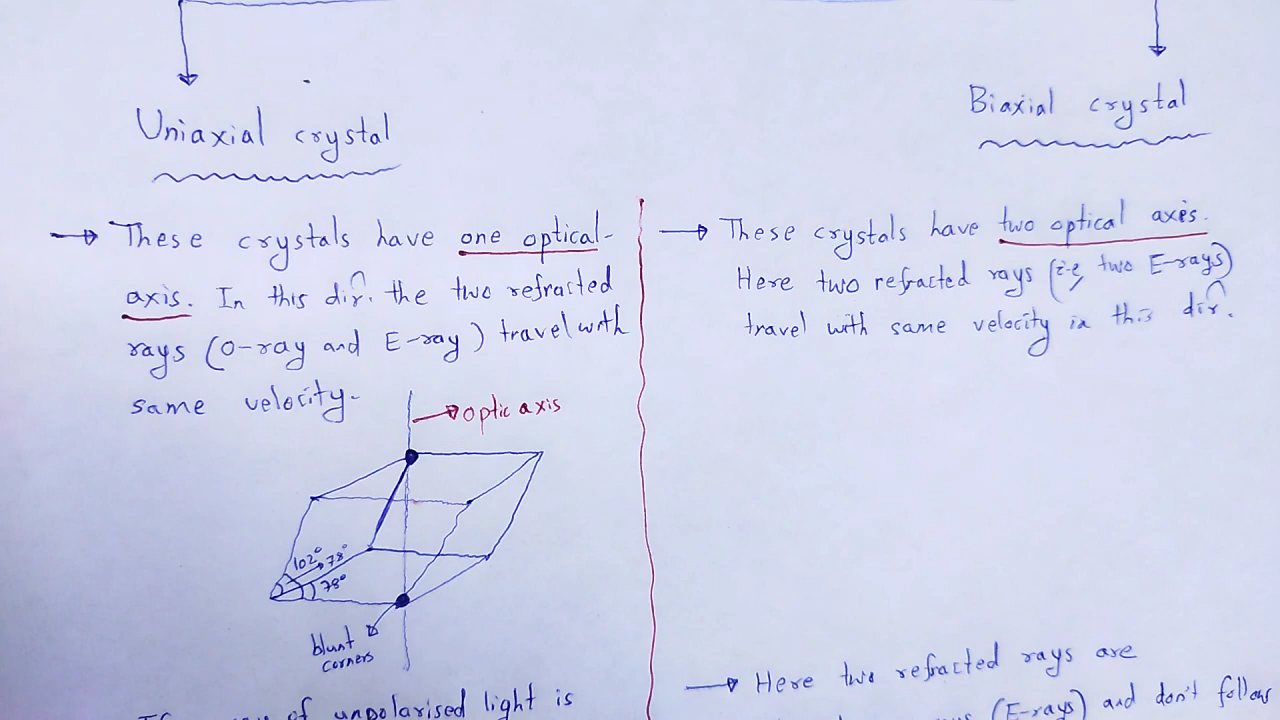 Uniaxial crystal
→ These crystals have one optical-
axis. In this dirn. the two refracted
rays (O-ray and E-ray) travel with
same velocity.
→ optic axis
102° 78°
78°
blunt
corners
of unpolarised light is
Biaxial crystal
→ These crystals have two optical axes.
Here two refracted rays (i.e, two E-rays)
travel with same velocity in this dirn.
→ Here two refracted rays are
(E-rays) and don't follow